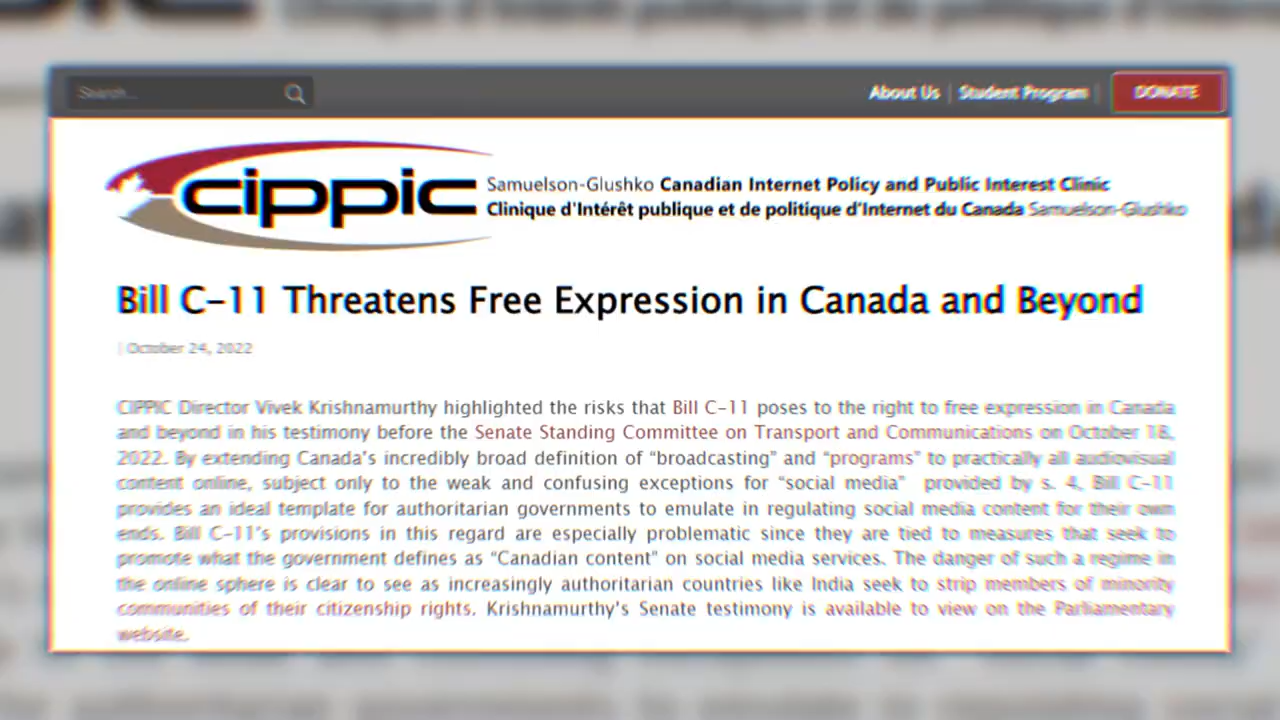 Search...
About Us | Student Program |
DONATE
cippic
Samuelson-Glushko Canadian Internet Policy and Public Interest Clinic
Clinique d'Intérêt publique et de politique d'Internet du Canada Samuelson-Glushko
Bill C-11 Threatens Free Expression in Canada and Beyond
| October 24, 2022
CIPPIC Director Vivek Krishnamurthy highlighted the risks that Bill C-11 poses to the right to free expression in Canada
and beyond in his testimony before the Senate Standing Committee on Transport and Communications on October 18,
2022. By extending Canada's incredibly broad definition of "broadcasting" and "programs" to practically all audiovisual
content online, subject only to the weak and confusing exceptions for "social media" provided by s. 4, Bill C-11
provides an ideal template for authoritarian governments to emulate in regulating social media content for their own
ends. Bill C-11's provisions in this regard are especially problematic since they are tied to measures that seek to
promote what the government defines as "Canadian content" on social media services. The danger of such a regime in
the online sphere is clear to see as increasingly authoritarian countries like India seek to strip members of minority
communities of their citizenship rights. Krishnamurthy's Senate testimony is available to view on the Parliamentary
website.